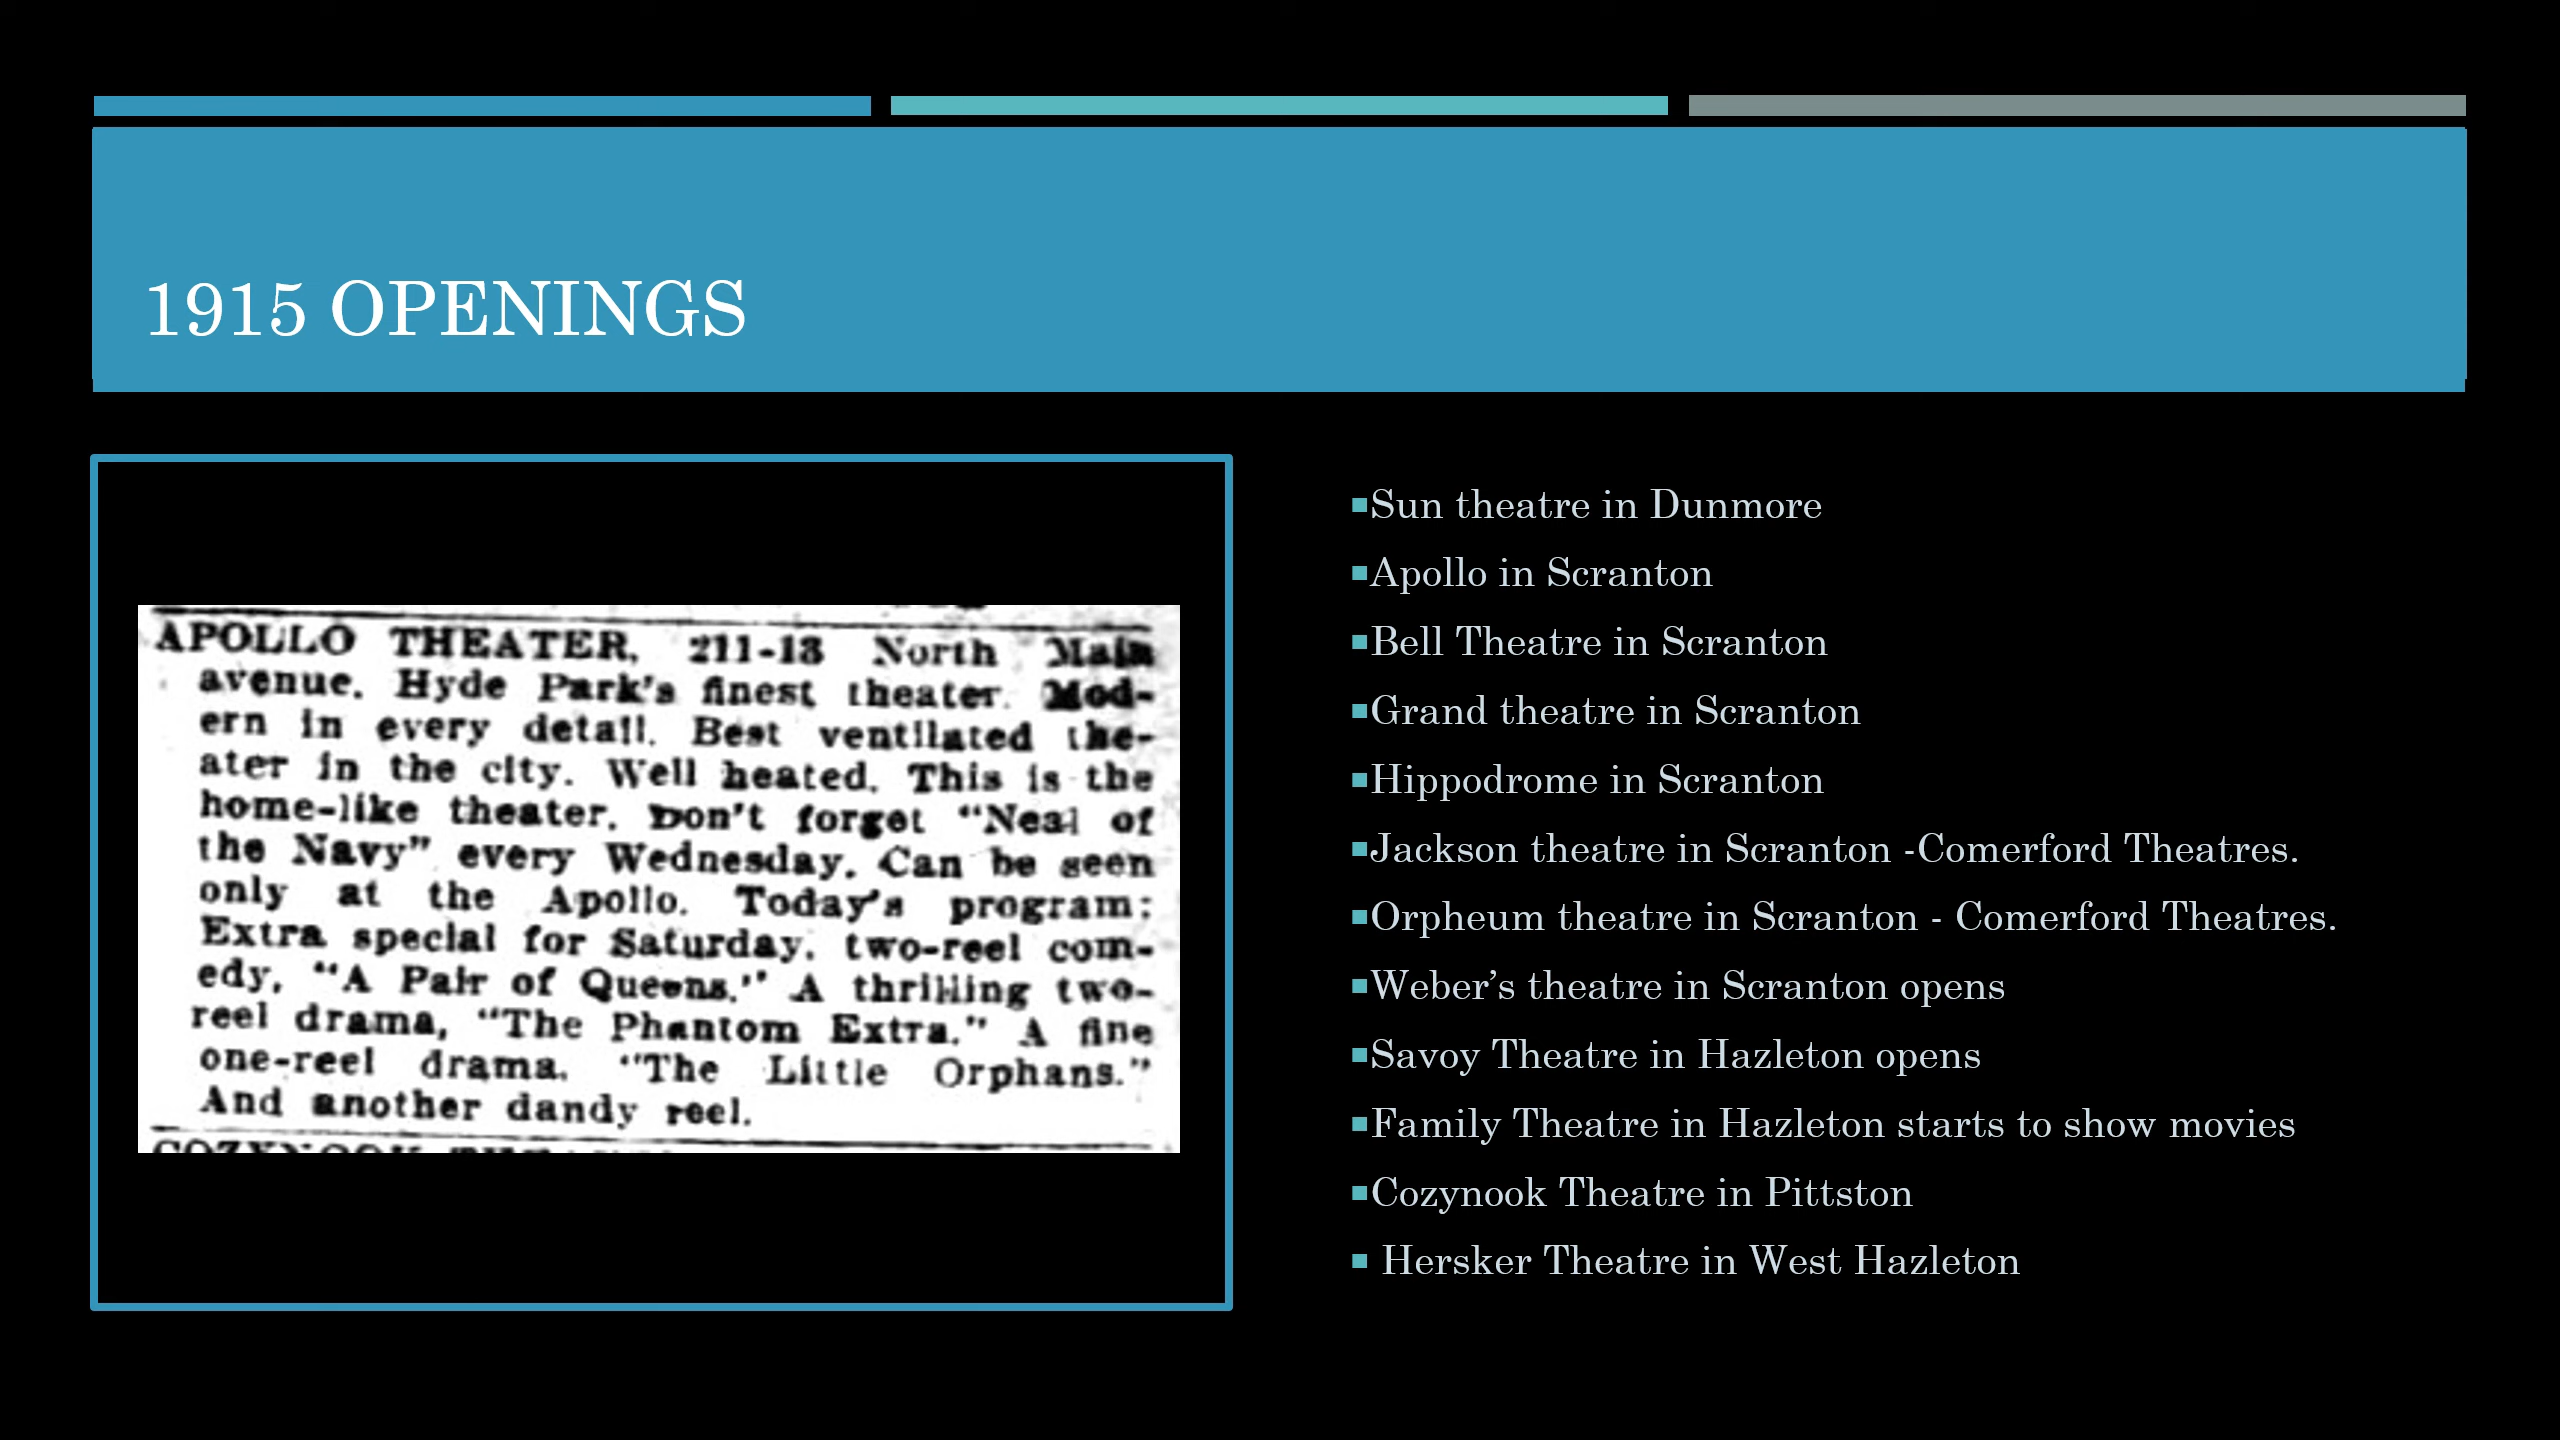 1915 OPENINGS
APOLLO THEATER, 211-13 North Main
avenue. Hyde Park's finest theater. Mod-
ern in every detail. Best ventilated the-
ater in the city. Well heated. This is the
home-like theater. Don't forget "Neal of
the Navy" every Wednesday. Can be seen
only at the Apollo. Today's program:
Extra special for Saturday, two-reel com-
edy, "A Pair of Queens." A thrilling two-
reel drama, "The Phantom Extra." A fine
one-reel drama, "The Little Orphans."
And another dandy reel.
▪Sun theatre in Dunmore
▪Apollo in Scranton
▪Bell Theatre in Scranton
▪Grand theatre in Scranton
▪Hippodrome in Scranton
▪Jackson theatre in Scranton -Comerford Theatres.
▪Orpheum theatre in Scranton - Comerford Theatres.
▪Weber’s theatre in Scranton opens
▪Savoy Theatre in Hazleton opens
▪Family Theatre in Hazleton starts to show movies
▪Cozynook Theatre in Pittston
▪ Hersker Theatre in West Hazleton